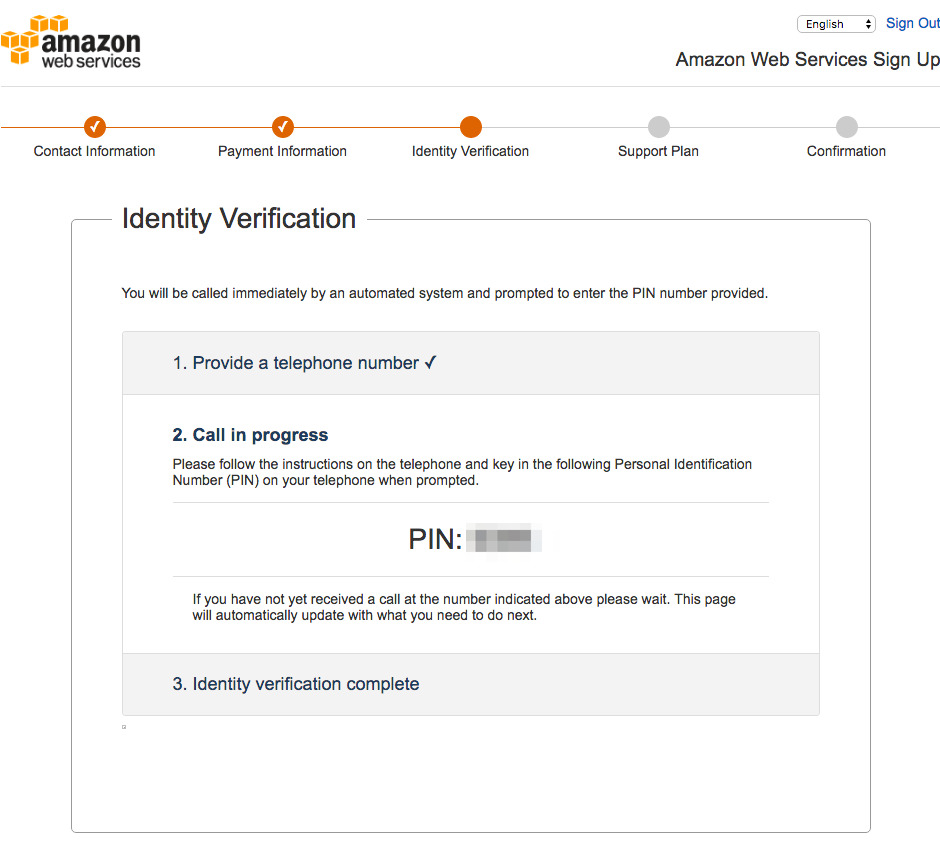 English
Sign Out
amazon
web services
Amazon Web Services Sign Up
Contact Information
Payment Information
Identity Verification
Support Plan
Confirmation
Identity Verification
You will be called immediately by an automated system and prompted to enter the PIN number provided.
1. Provide a telephone number ✓
2. Call in progress
Please follow the instructions on the telephone and key in the following Personal Identification
Number (PIN) on your telephone when prompted.
PIN:
If you have not yet received a call at the number indicated above please wait. This page
will automatically update with what you need to do next.
3. Identity verification complete